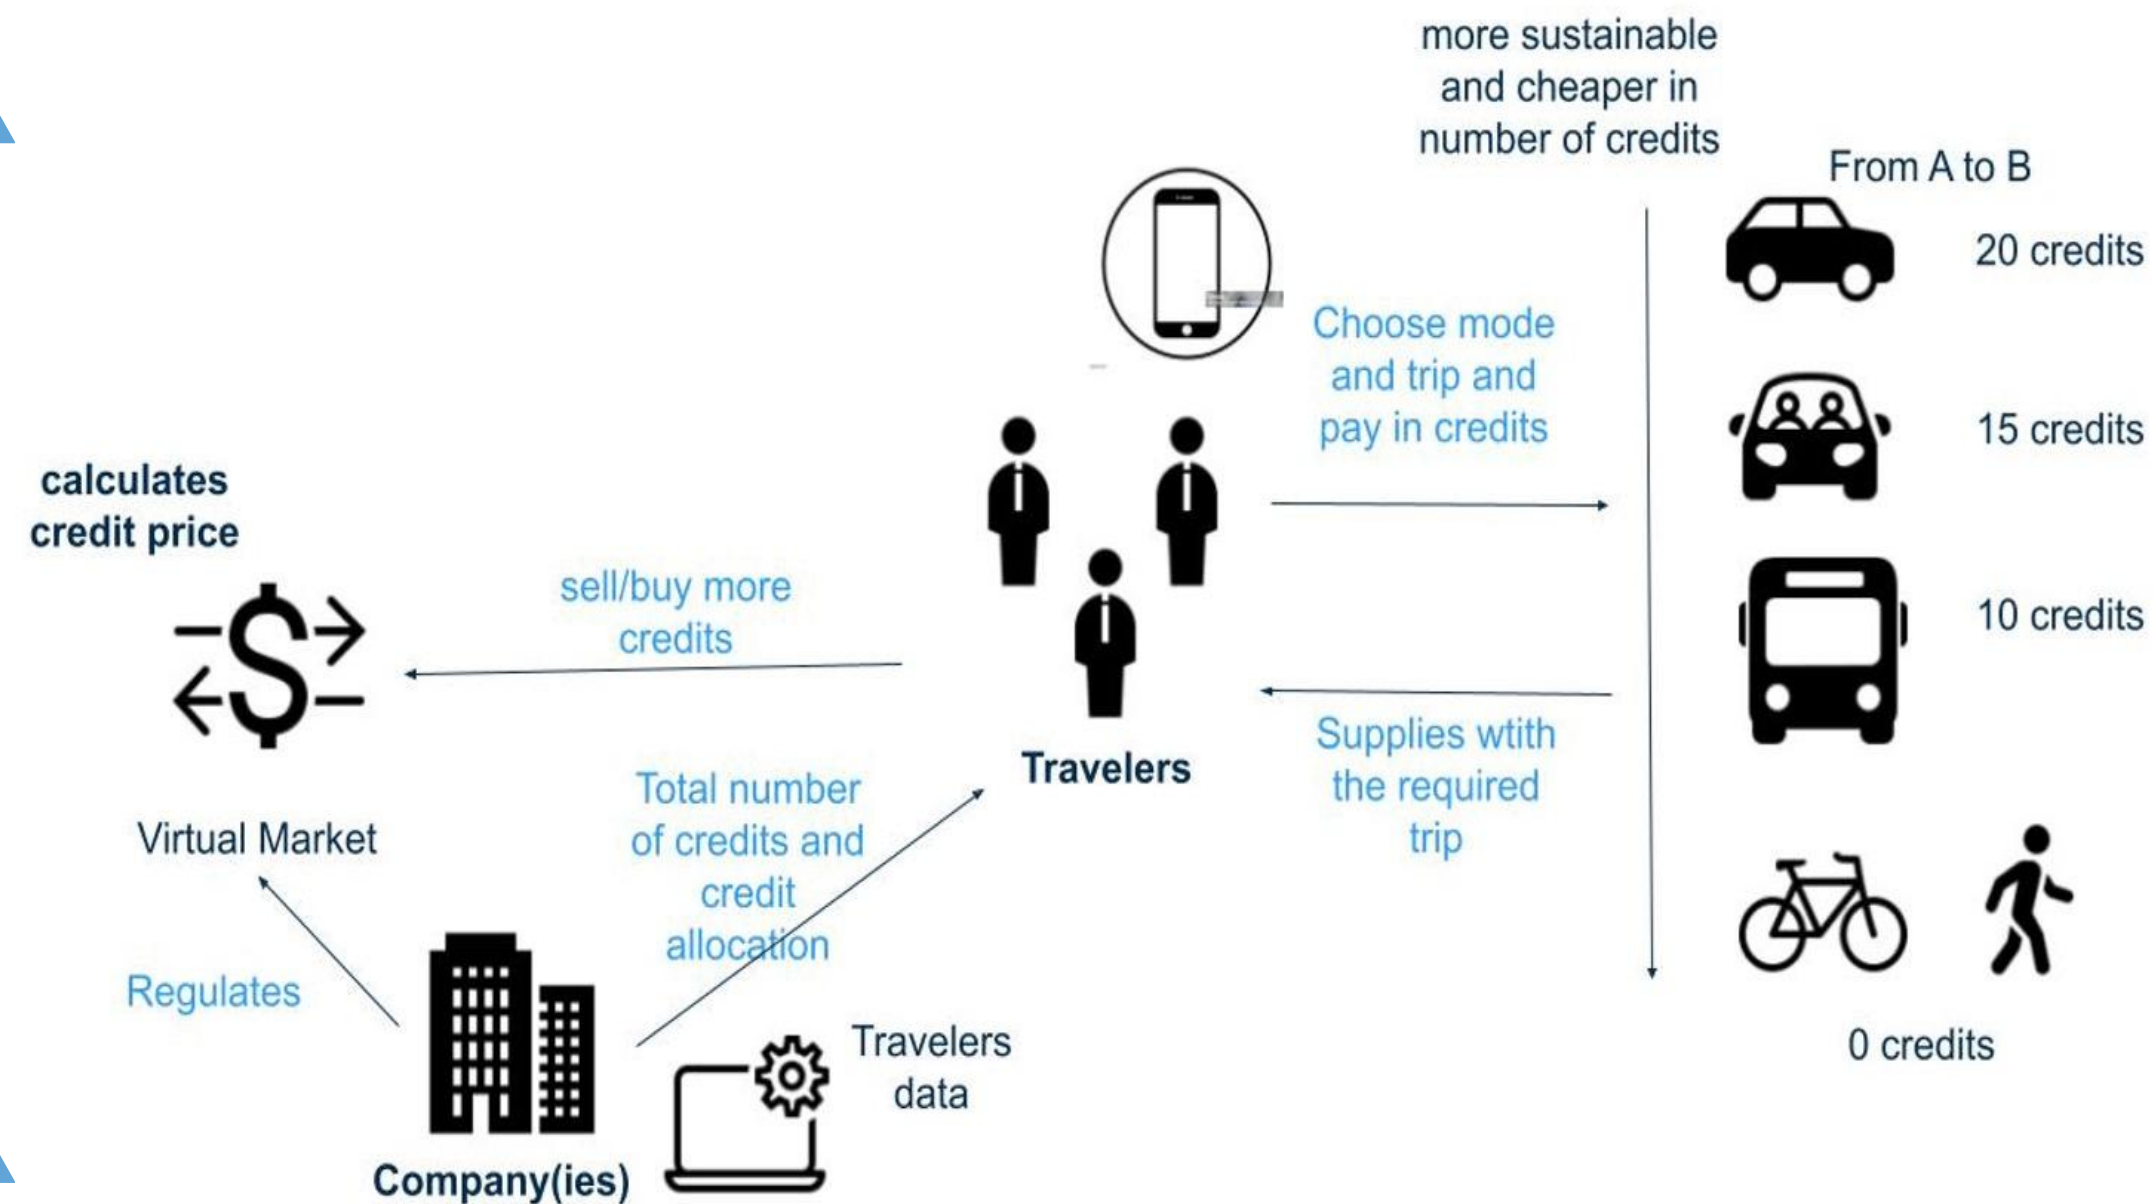 more sustainable
and cheaper in
number of credits
From A to B
20 credits
Choose mode
and trip and
pay in credits
15 credits
calculates
credit price
sell/buy more
credits
10 credits
Supplies wtith
the required
trip
Travelers
Total number
of credits and
credit
allocation
Virtual Market
Regulates
Travelers
data
0 credits
Company(ies)